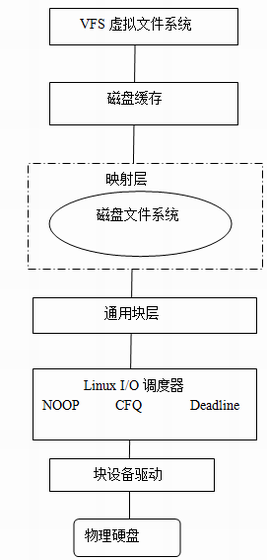 VFS 虚拟文件系统
磁盘缓存
映射层
磁盘文件系统
通用块层
Linux I/O 调度器
NOOP CFQ Deadline
块设备驱动
物理硬盘